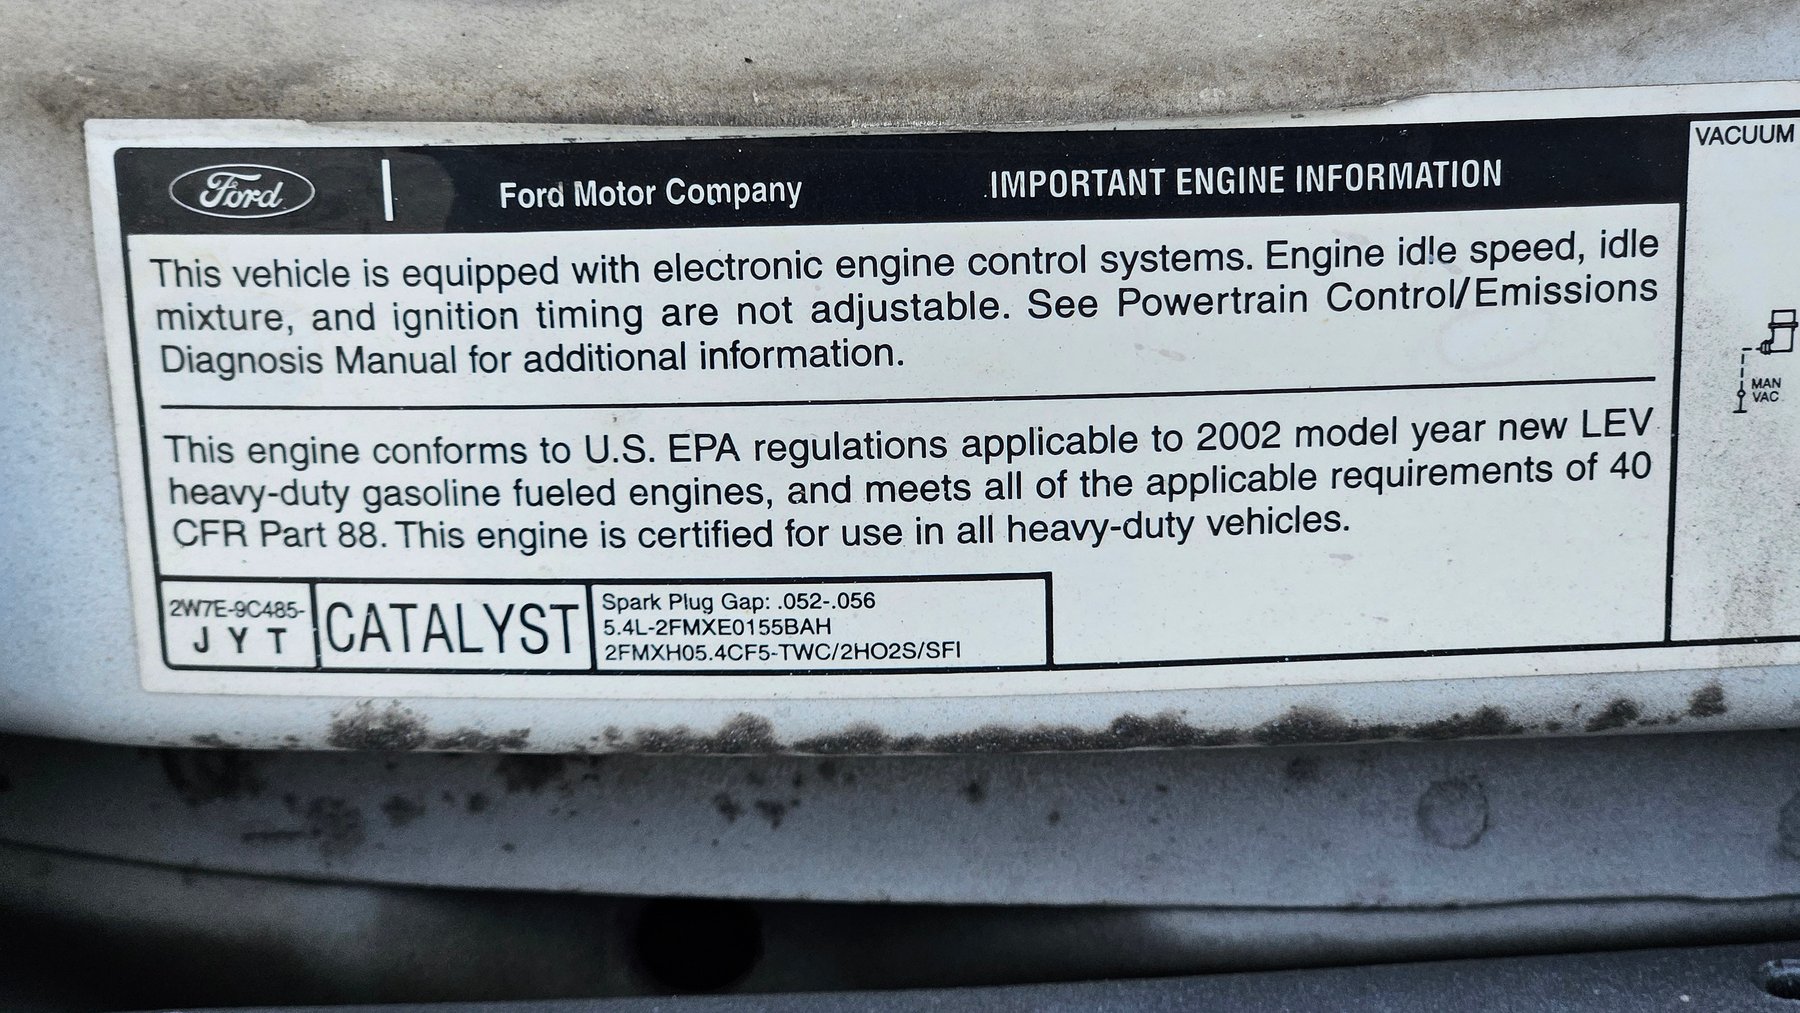 Ford
Ford Motor Company IMPORTANT ENGINE INFORMATION
This vehicle is equipped with electronic engine control systems. Engine idle speed, idle
mixture, and ignition timing are not adjustable. See Powertrain Control/Emissions
Diagnosis Manual for additional information.
This engine conforms to U.S. EPA regulations applicable to 2002 model year new LEV
heavy-duty gasoline fueled engines, and meets all of the applicable requirements of 40
CFR Part 88. This engine is certified for use in all heavy-duty vehicles.
2W7E-9C485-
J Y T
CATALYST
Spark Plug Gap: .052-.056
5.4L-2FMXE0155BAH
2FMXH05.4CF5-TWC/2HO2S/SFI
VACUUM
MAN
VAC